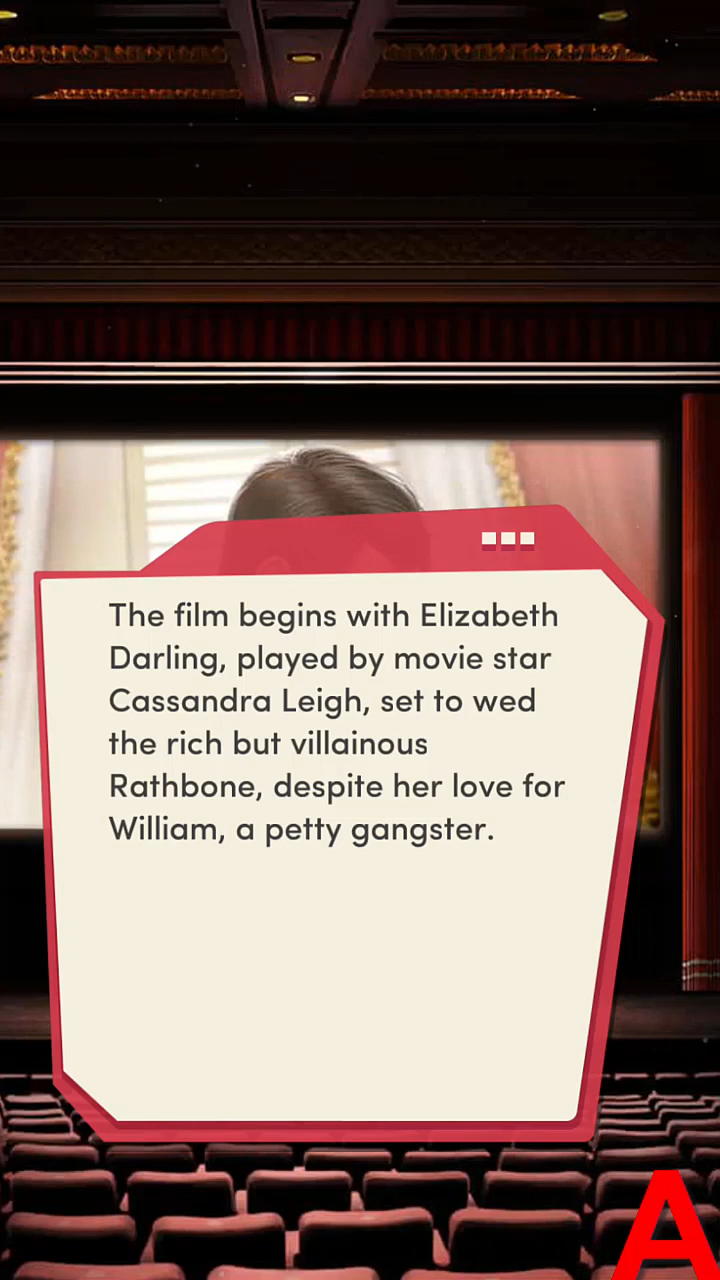 The film begins with Elizabeth
Darling, played by movie star
Cassandra Leigh, set to wed
the rich but villainous
Rathbone, despite her love for
William, a petty gangster.
A